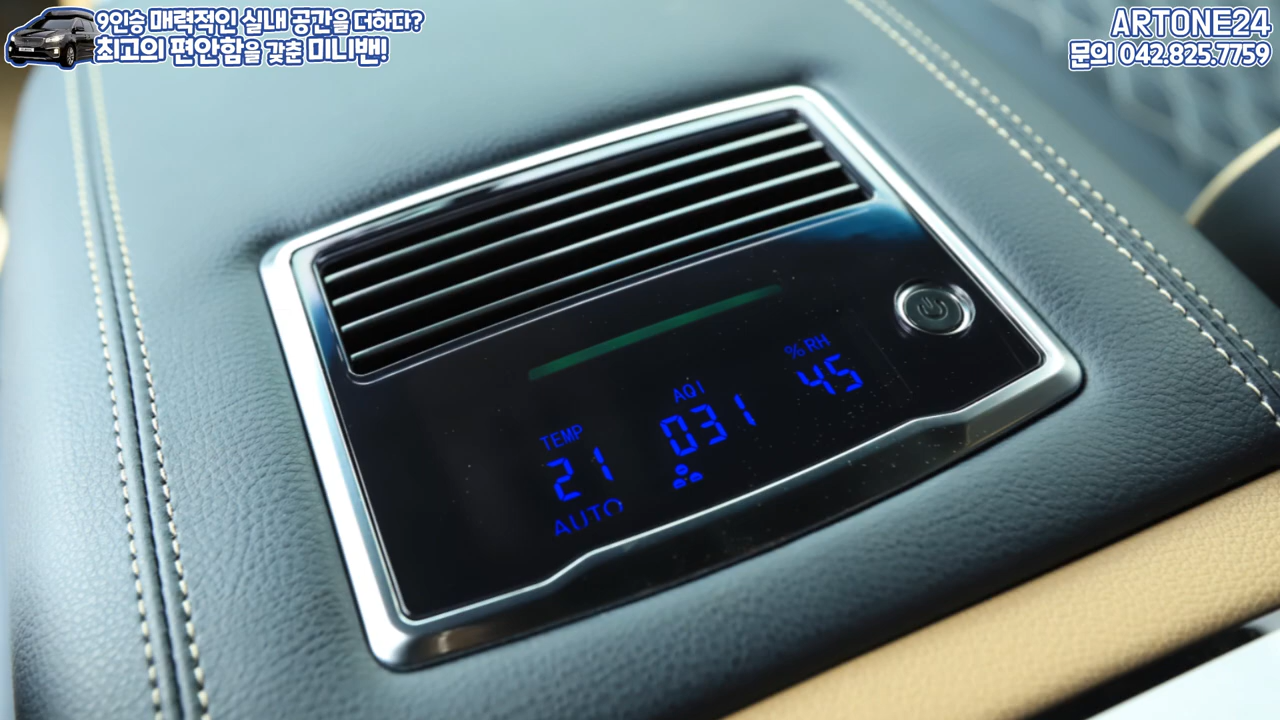 9인승 매력적인 실내 공간을 더하다?
최고의 편안함을 갖춘 미니밴!
ARTONE24
문의 042.825.7759
% RH
45
AQI
031
TEMP
21
AUTO